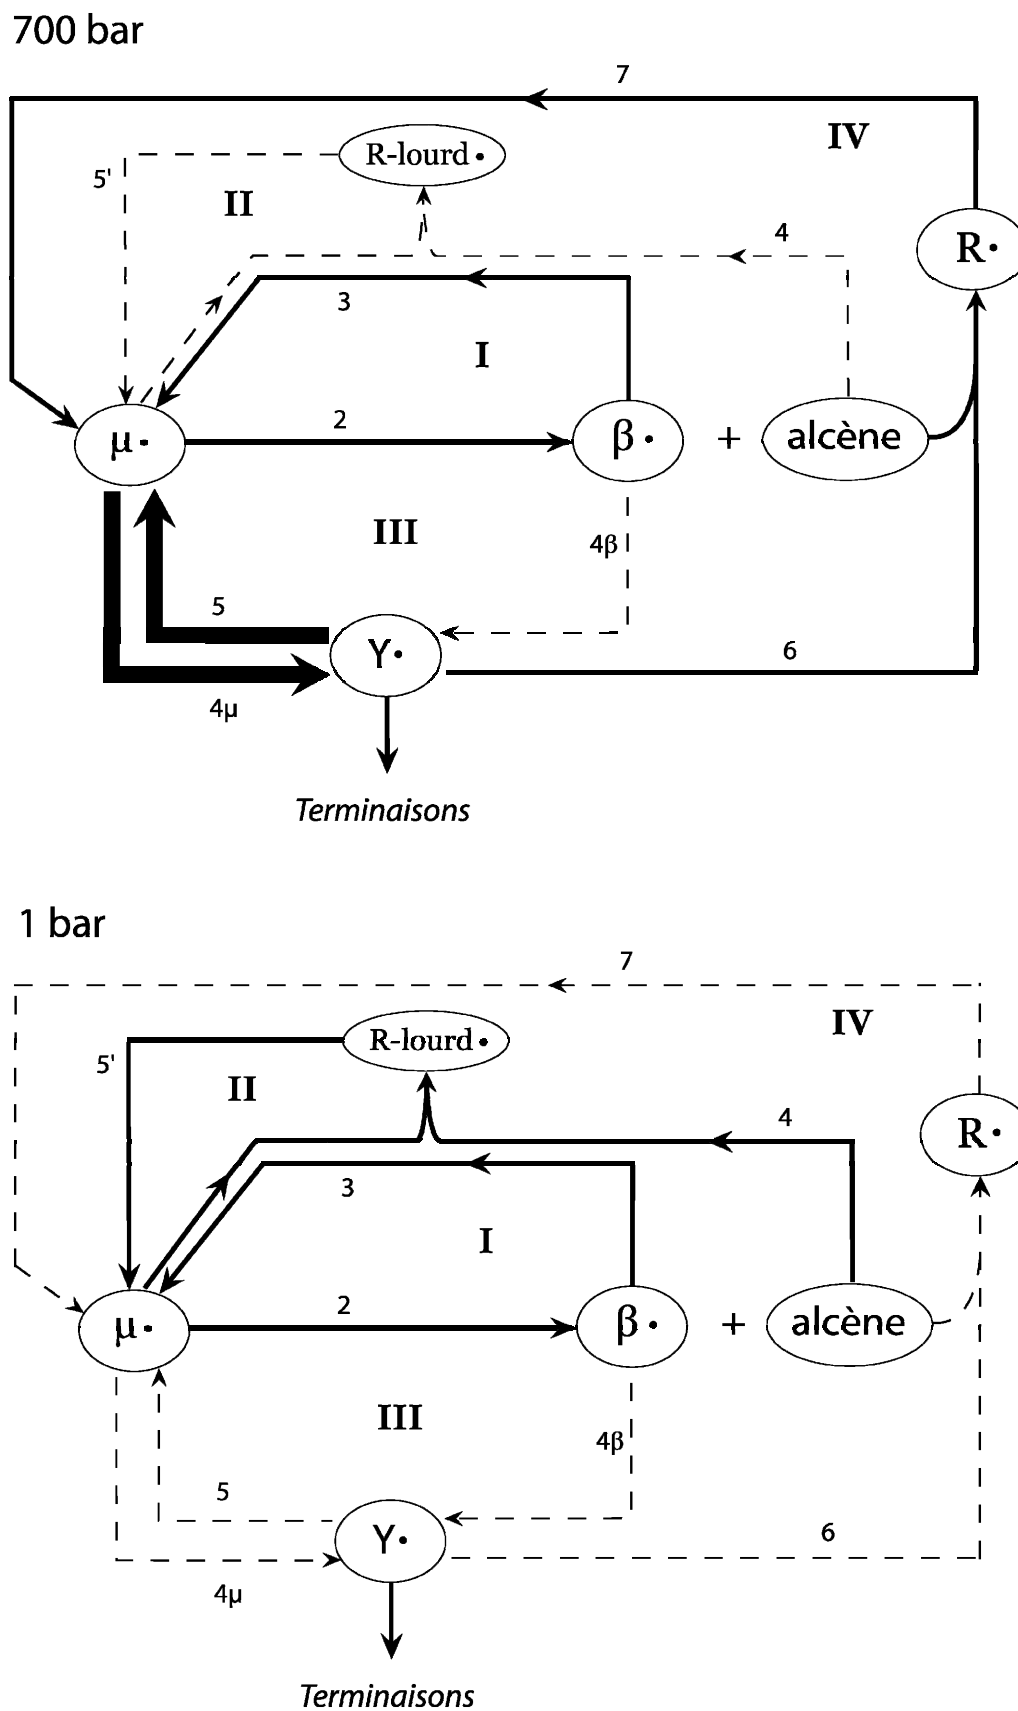 700 bar
7
IV
R-lourd •
5'
II
4
R •
3
I
2
μ •
β •
+
alcène
III
4β
5
Y •
6
4μ
Terminaisons
1 bar
7
IV
R-lourd •
5'
II
4
R •
3
I
2
μ •
β •
+
alcène
III
4β
5
Y •
6
4μ
Terminaisons